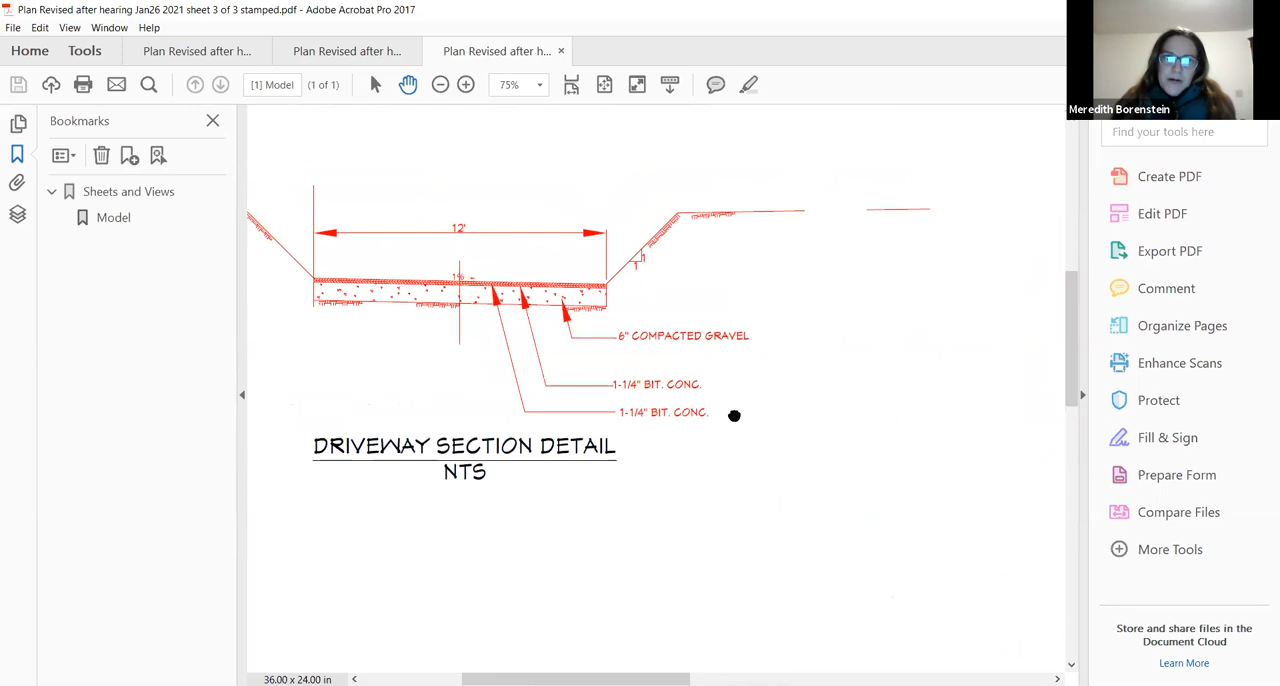 Plan Revised after hearing Jan26 2021 sheet 3 of 3 stamped.pdf - Adobe Acrobat Pro 2017
File Edit View Window Help
Home Tools Plan Revised after h... Plan Revised after h... Plan Revised after h... ×
[1] Model (1 of 1) 75%
Meredith Borenstein
Bookmarks
Sheets and Views
Model
12'
1%
1
1
6" COMPACTED GRAVEL
1-1/4" BIT. CONC.
1-1/4" BIT. CONC.
DRIVEWAY SECTION DETAIL
NTS
36.00 x 24.00 in
Find your tools here
Create PDF
Edit PDF
Export PDF
Comment
Organize Pages
Enhance Scans
Protect
Fill & Sign
Prepare Form
Compare Files
More Tools
Store and share files in the
Document Cloud
Learn More